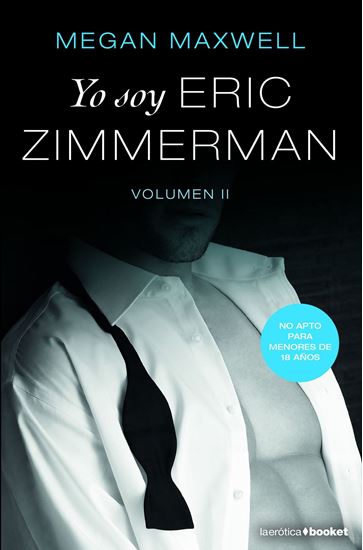 MEGAN MAXWELL
Yo soy ERIC
ZIMMERMAN
VOLUMEN II
NO APTO
PARA
MENORES DE
18 AÑOS
laerótica booket